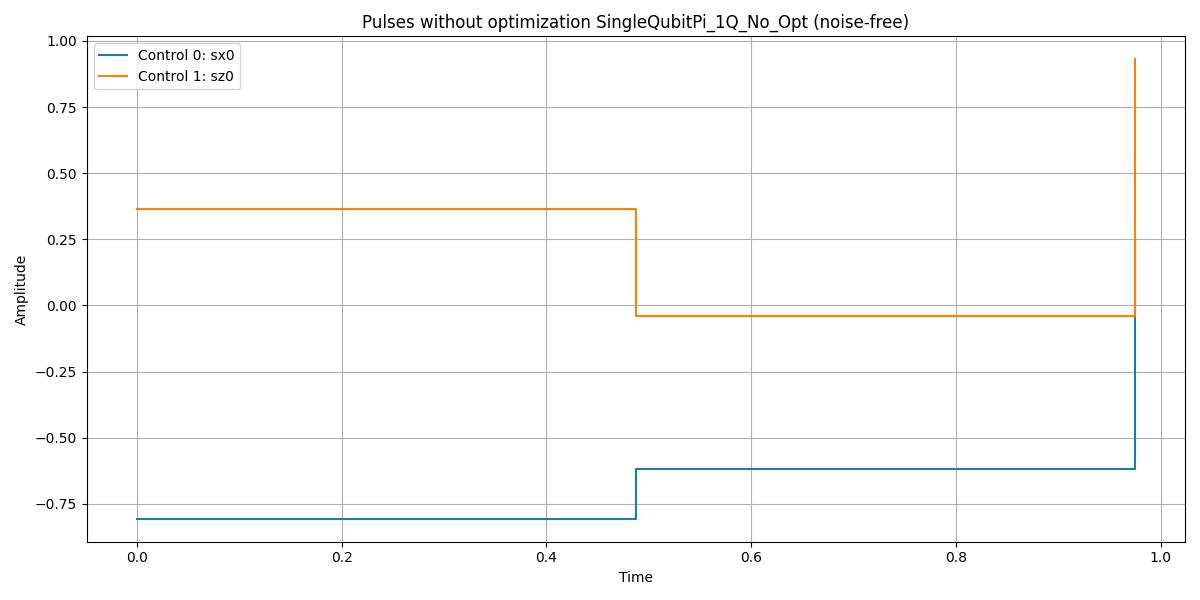 Pulses without optimization SingleQubitPi_1Q_No_Opt (noise-free)
Control 0: sx0
Control 1: sz0
Amplitude
1.00
0.75
0.50
0.25
0.00
−0.25
−0.50
−0.75
0.0 0.2 0.4 0.6 0.8 1.0
Time